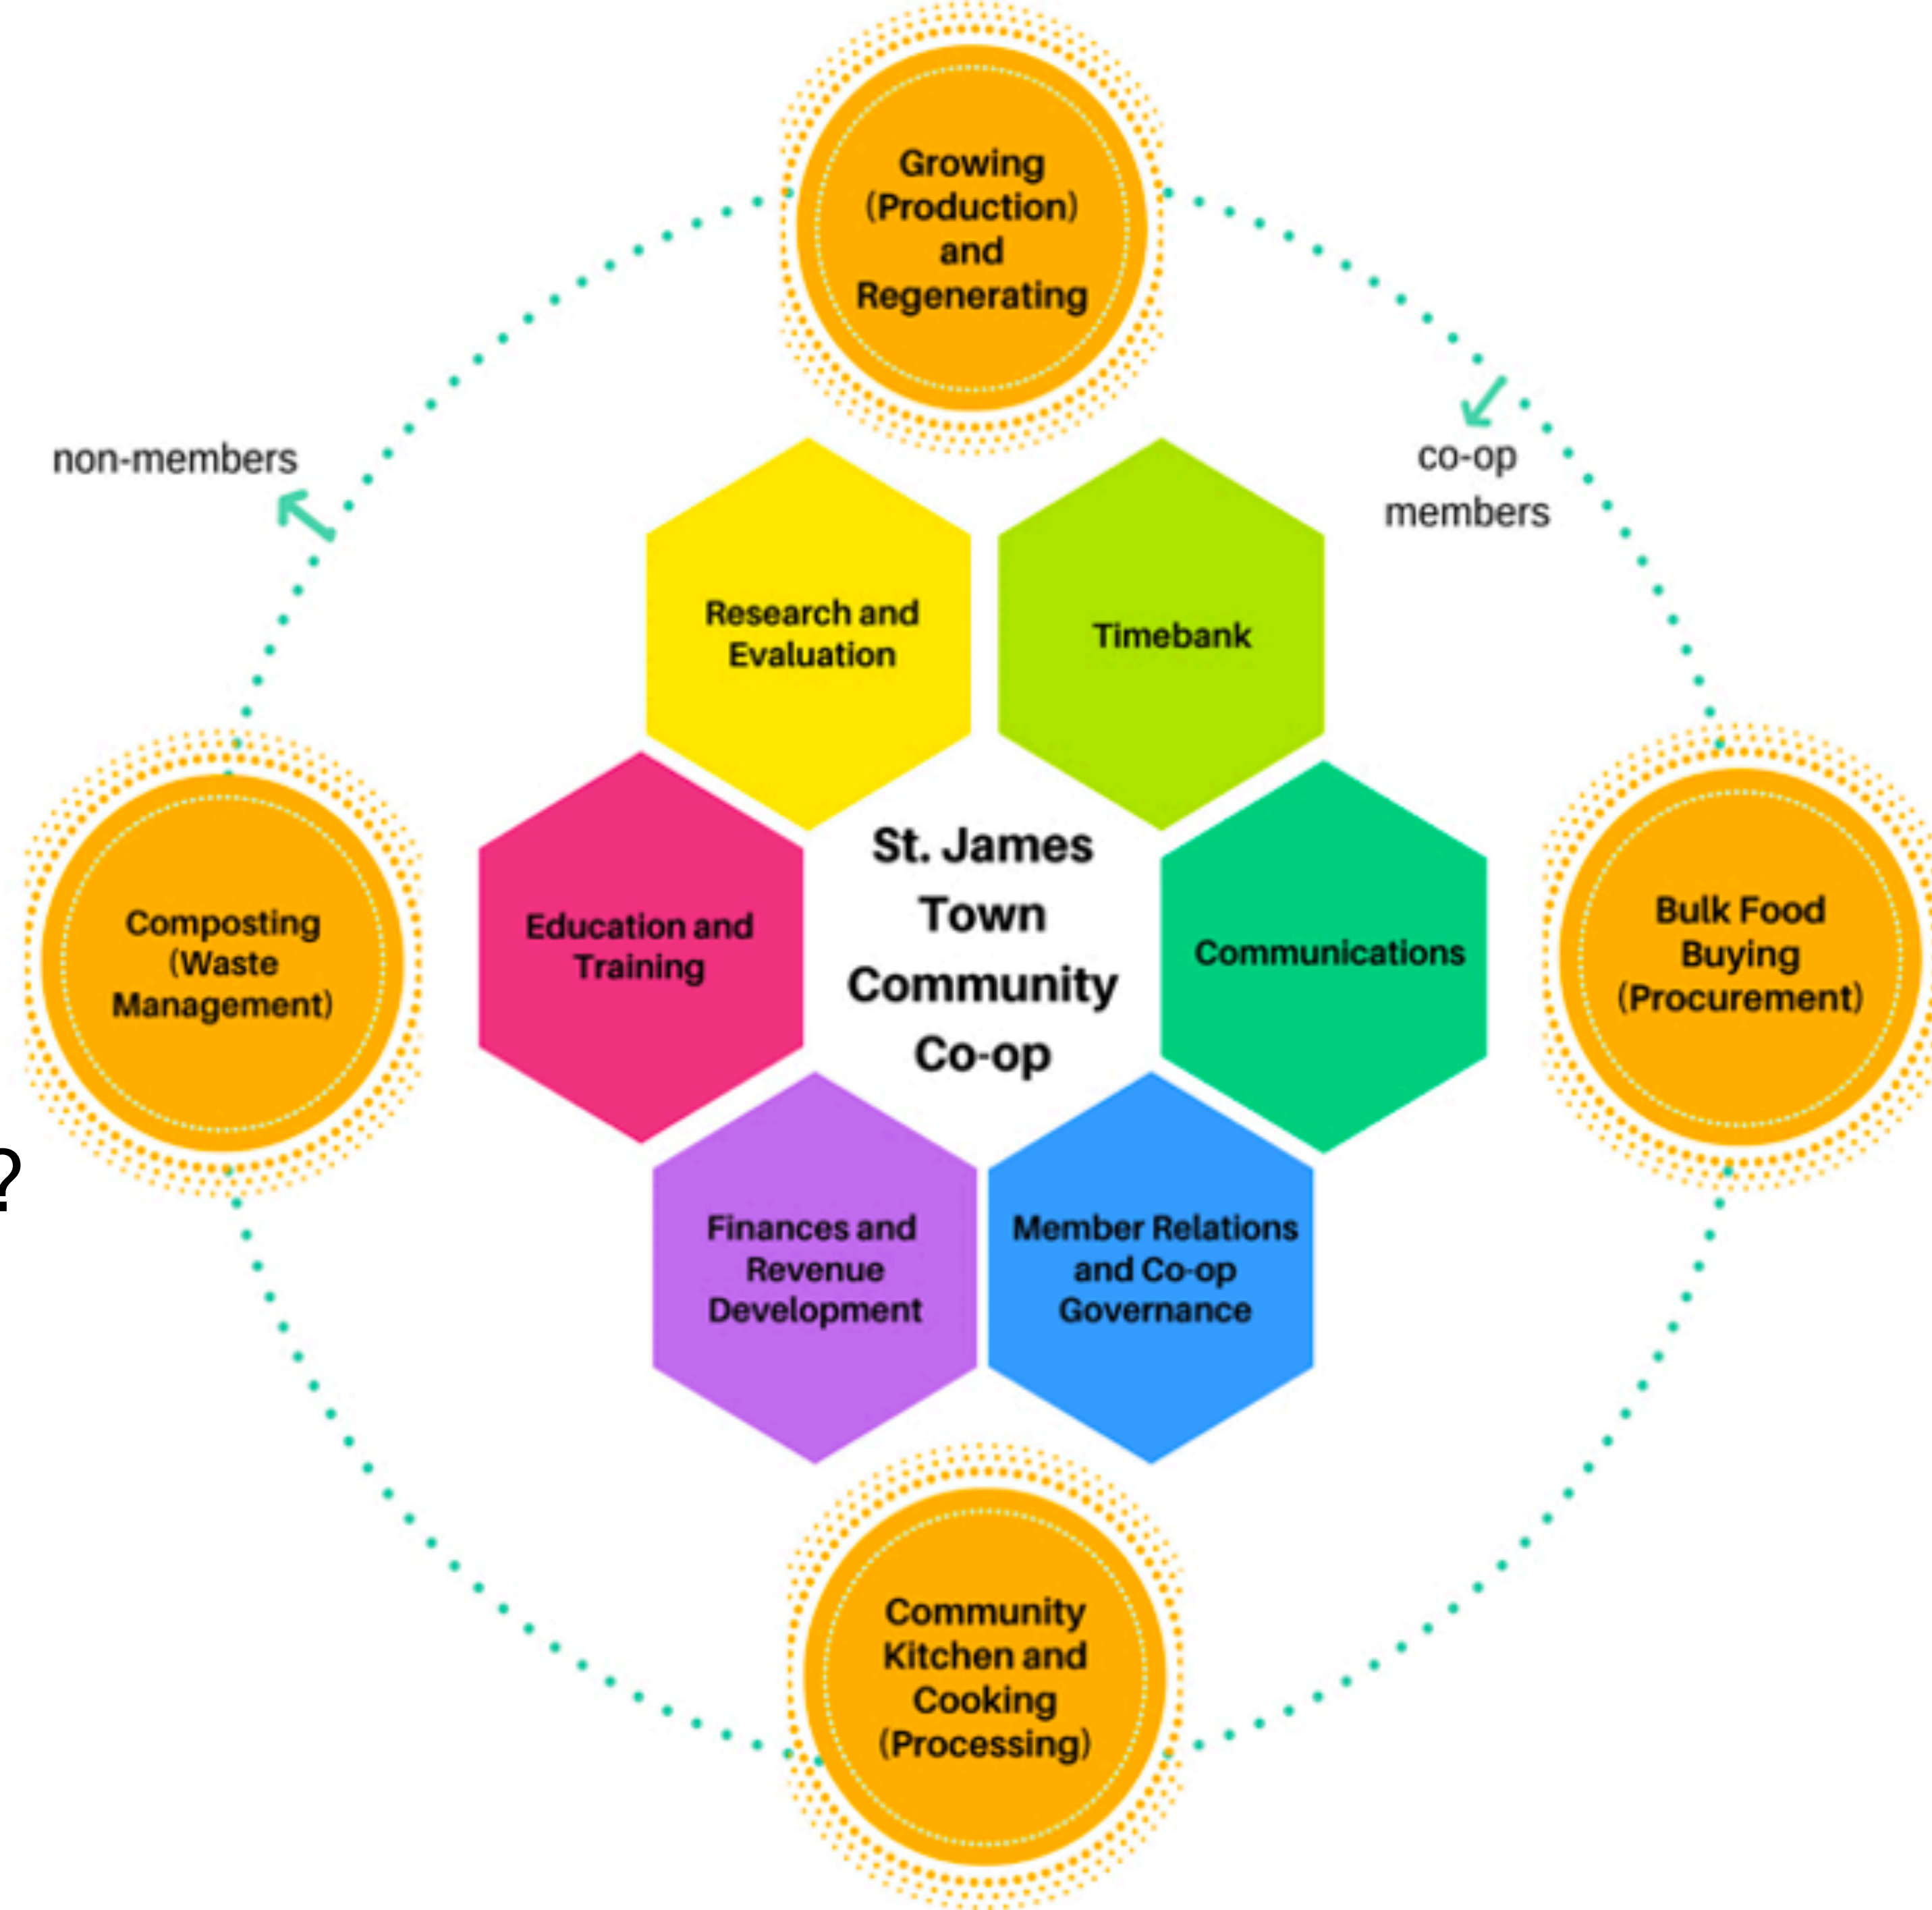 Growing
(Production)
and
Regenerating
non-members
co-op
members
Research and
Evaluation
Timebank
St. James
Town
Community
Co-op
Education and
Training
Communications
Composting
(Waste
Management)
Bulk Food
Buying
(Procurement)
?
Finances and
Revenue
Development
Member Relations
and Co-op
Governance
Community
Kitchen and
Cooking
(Processing)